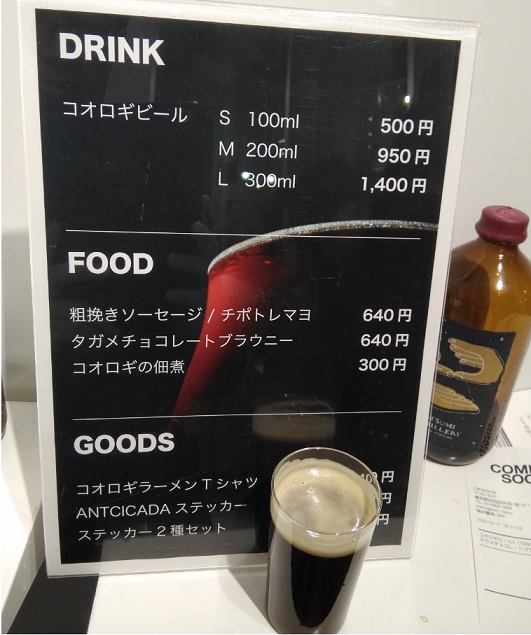 DRINK
コオロギビール S 100ml 500円
M 200ml 950円
L 300ml 1,400円
FOOD
粗挽きソーセージ / チポトレマヨ 640円
タガメチョコレートブラウニー 640円
コオロギの佃煮 300円
GOODS
コオロギラーメンTシャツ 円
ANTCICADA ステッカー
ステッカー2種セット 円